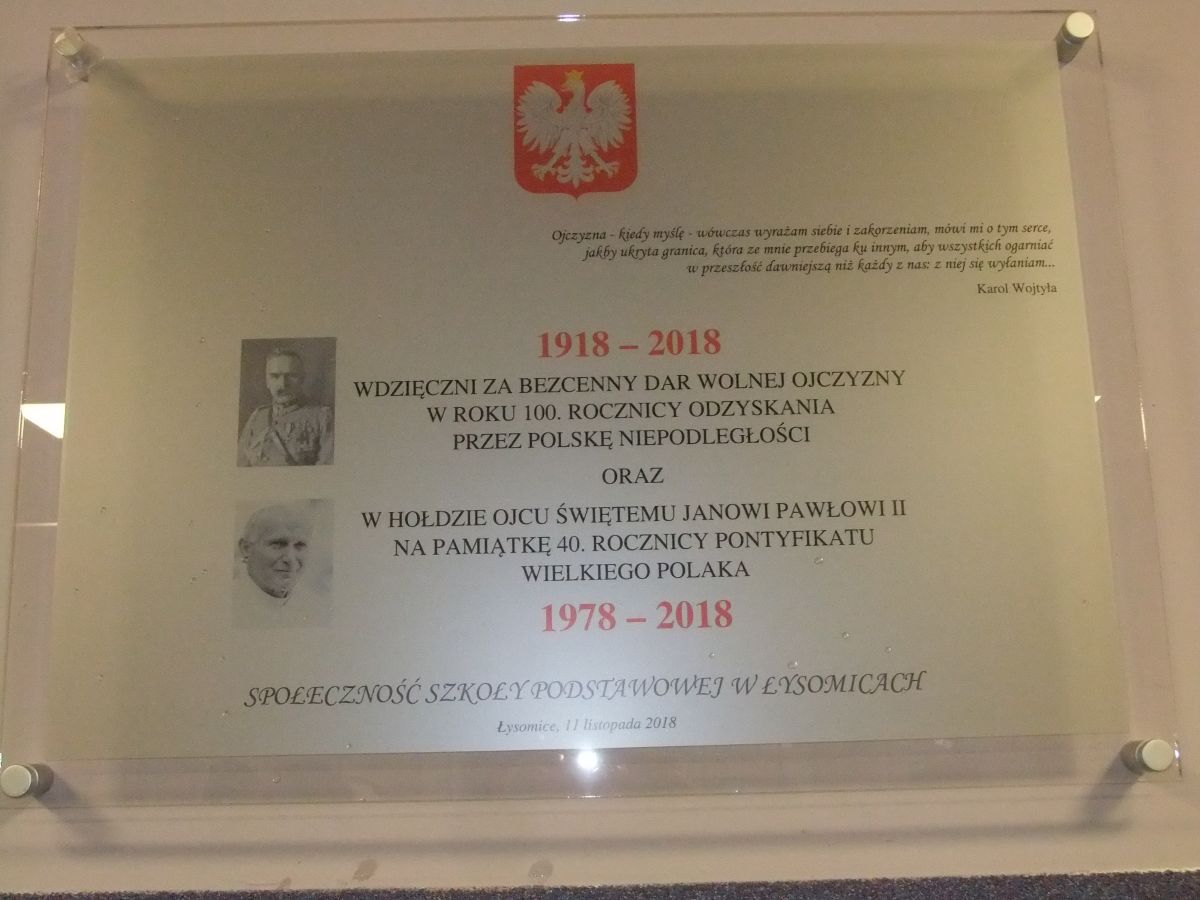 Ojczyzna - kiedy myślę - wówczas wyrażam siebie i zakorzeniam, mówi mi o tym serce,
jakby ukryta granica, która ze mnie przebiega ku innym, aby wszystkich ogarniać
w przeszłość dawniejszą niż każdy z nas: z niej się wyłaniam...
Karol Wojtyła
1918 – 2018
WDZIĘCZNI ZA BEZCENNY DAR WOLNEJ OJCZYZNY
W ROKU 100. ROCZNICY ODZYSKANIA
PRZEZ POLSKĘ NIEPODLEGŁOŚCI
ORAZ
W HOŁDZIE OJCU ŚWIĘTEMU JANOWI PAWŁOWI II
NA PAMIĄTKĘ 40. ROCZNICY PONTYFIKATU
WIELKIEGO POLAKA
1978 – 2018
SPOŁECZNOŚĆ SZKOŁY PODSTAWOWEJ W ŁYSOMICACH
Łysomice, 11 listopada 2018